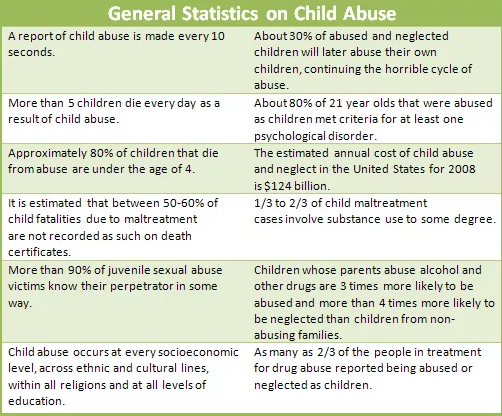 General Statistics on Child Abuse
A report of child abuse is made every 10
seconds.
About 30% of abused and neglected
children will later abuse their own
children, continuing the horrible cycle of
abuse.
More than 5 children die every day as a
result of child abuse.
About 80% of 21 year olds that were abused
as children met criteria for at least one
psychological disorder.
Approximately 80% of children that die
from abuse are under the age of 4.
The estimated annual cost of child abuse
and neglect in the United States for 2008
is $124 billion.
It is estimated that between 50-60% of
child fatalities due to maltreatment
are not recorded as such on death
certificates.
1/3 to 2/3 of child maltreatment
cases involve substance use to some degree.
More than 90% of juvenile sexual abuse
victims know their perpetrator in some
way.
Children whose parents abuse alcohol and
other drugs are 3 times more likely to be
abused and more than 4 times more likely to
be neglected than children from non-
abusing families.
Child abuse occurs at every socioeconomic
level, across ethnic and cultural lines,
within all religions and at all levels of
education.
As many as 2/3 of the people in treatment
for drug abuse reported being abused or
neglected as children.